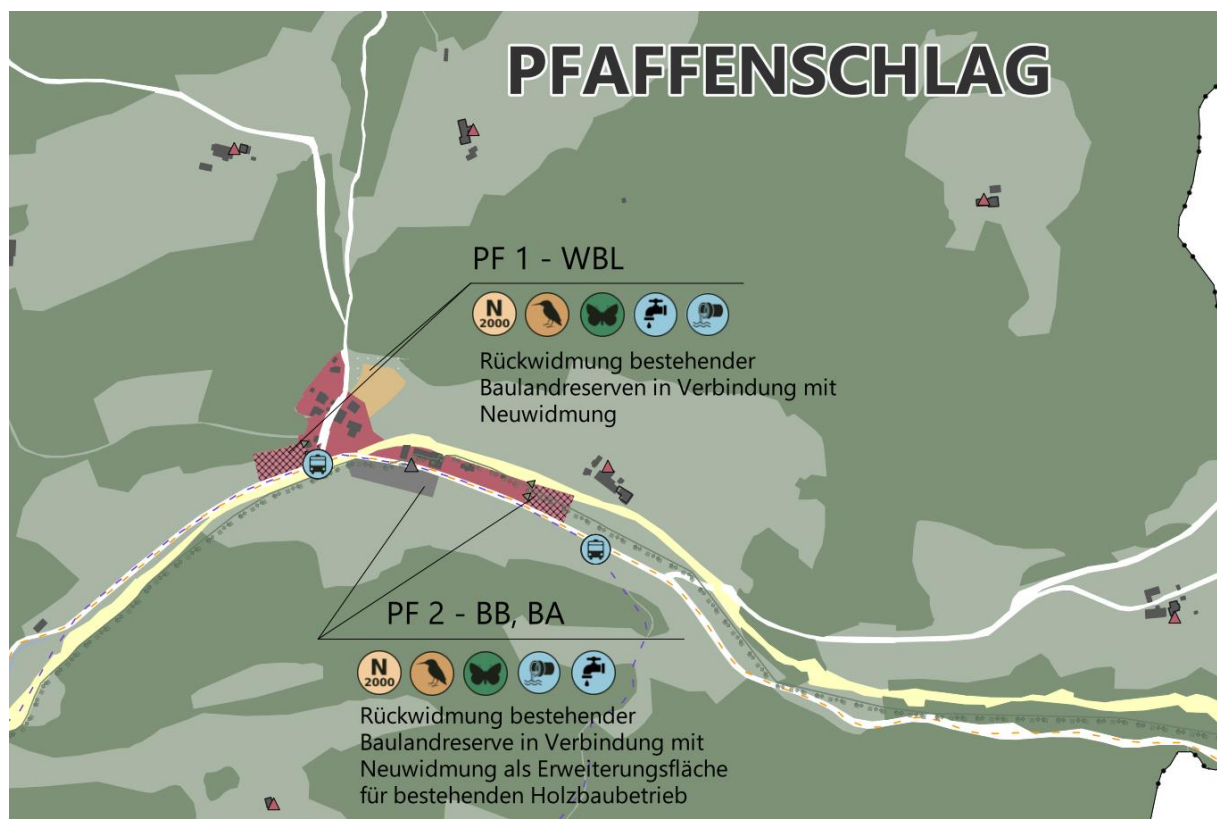 PFAFFENSCHLAG
PF 1 - WBL
N
2000
Rückwidmung bestehender
Baulandreserven in Verbindung mit
Neuwidmung
PF 2 - BB, BA
N
2000
Rückwidmung bestehender
Baulandreserve in Verbindung mit
Neuwidmung als Erweiterungsfläche
für bestehenden Holzbaubetrieb